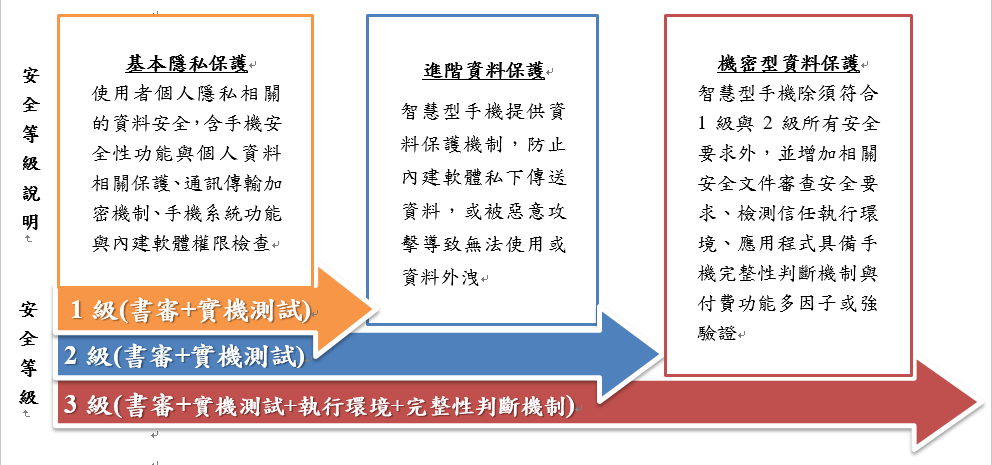 安全等級說明
基本隱私保護
使用者個人隱私相關
的資料安全，含手機安
全性功能與個人資料
相關保護、通訊傳輸加
密機制、手機系統功能
與內建軟體權限檢查
進階資料保護
智慧型手機提供資
料保護機制，防止
內建軟體私下傳送
資料，或被惡意攻
擊導致無法使用或
資料外洩
機密型資料保護
智慧型手機除須符合
1 級與 2 級所有安全
要求外，並增加相關
安全文件審查安全要
求、檢測信任執行環
境、應用程式具備手
機完整性判斷機制與
付費功能多因子或強
驗證
安全等級
1 級(書審+實機測試)
2 級(書審+實機測試)
3 級(書審+實機測試+執行環境+完整性判斷機制)